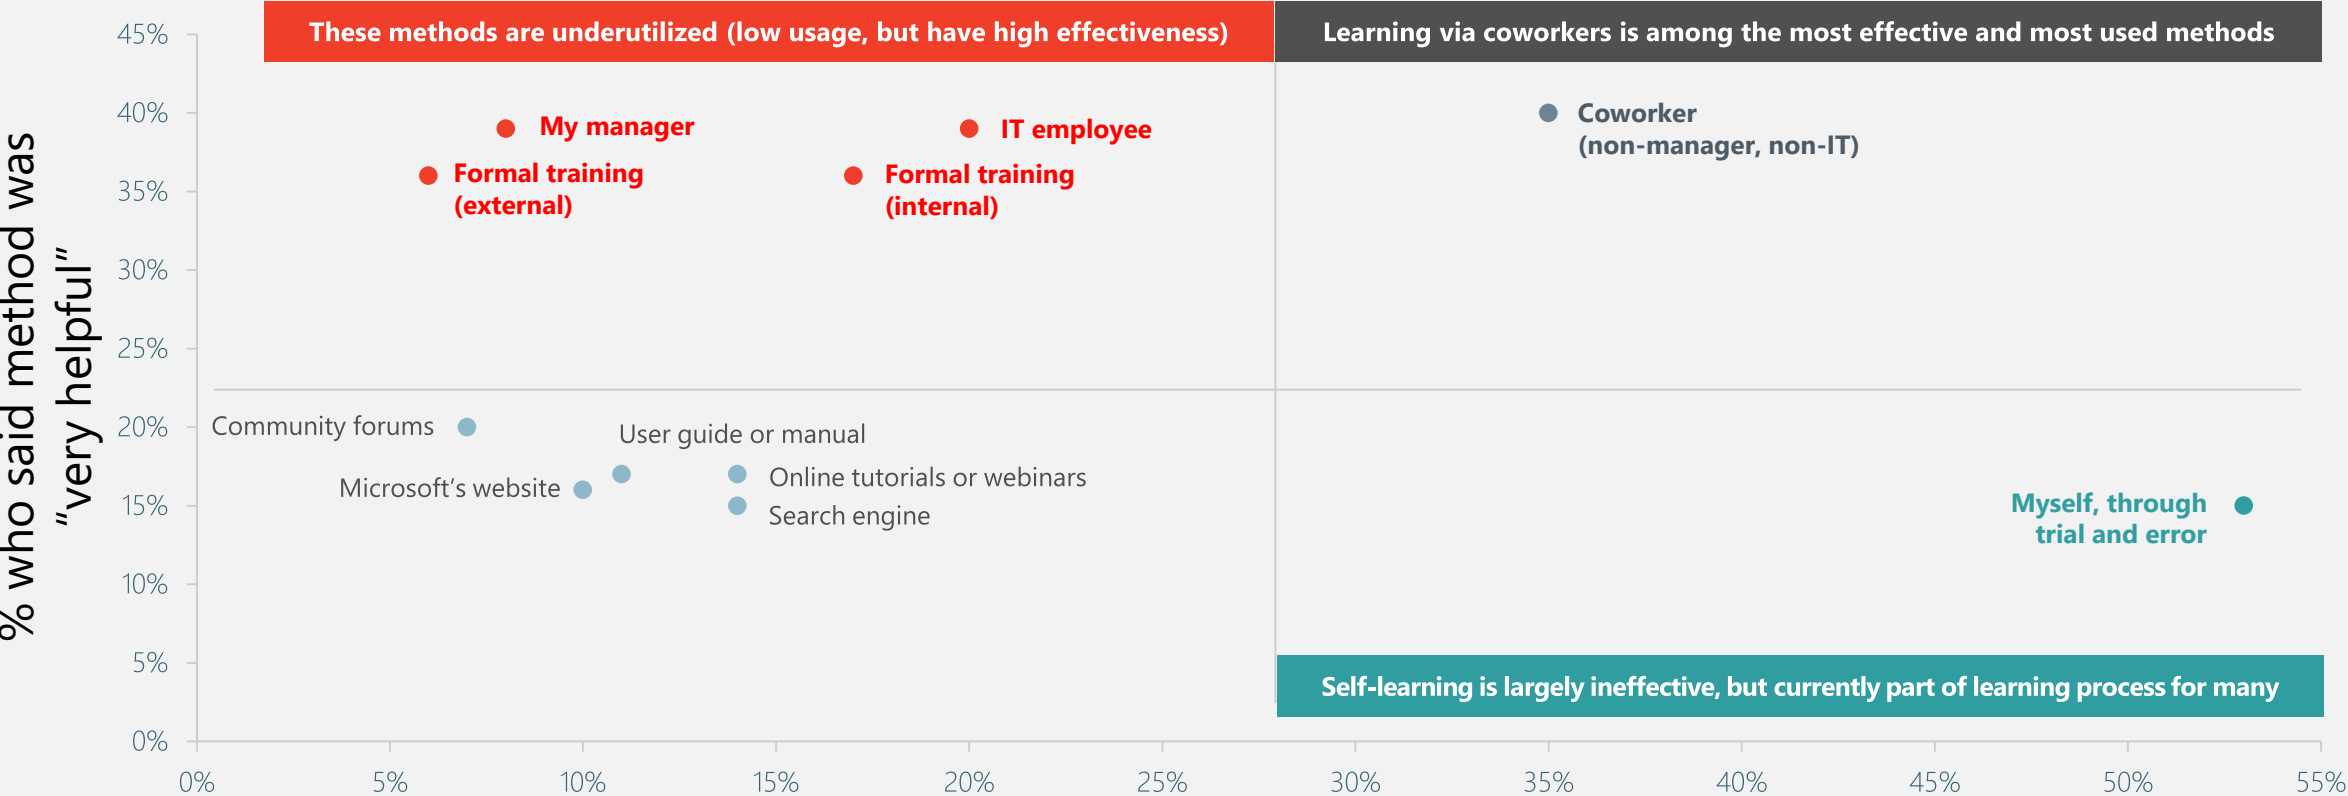 These methods are underutilized (low usage, but have high effectiveness)
Learning via coworkers is among the most effective and most used methods
% who said method was
“very helpful”
45%
40%
35%
30%
25%
20%
15%
10%
5%
0%
My manager
IT employee
Coworker
(non-manager, non-IT)
Formal training
(external)
Formal training
(internal)
Community forums
User guide or manual
Microsoft’s website
Online tutorials or webinars
Search engine
Myself, through
trial and error
Self-learning is largely ineffective, but currently part of learning process for many
0%
5%
10%
15%
20%
25%
30%
35%
40%
45%
50%
55%